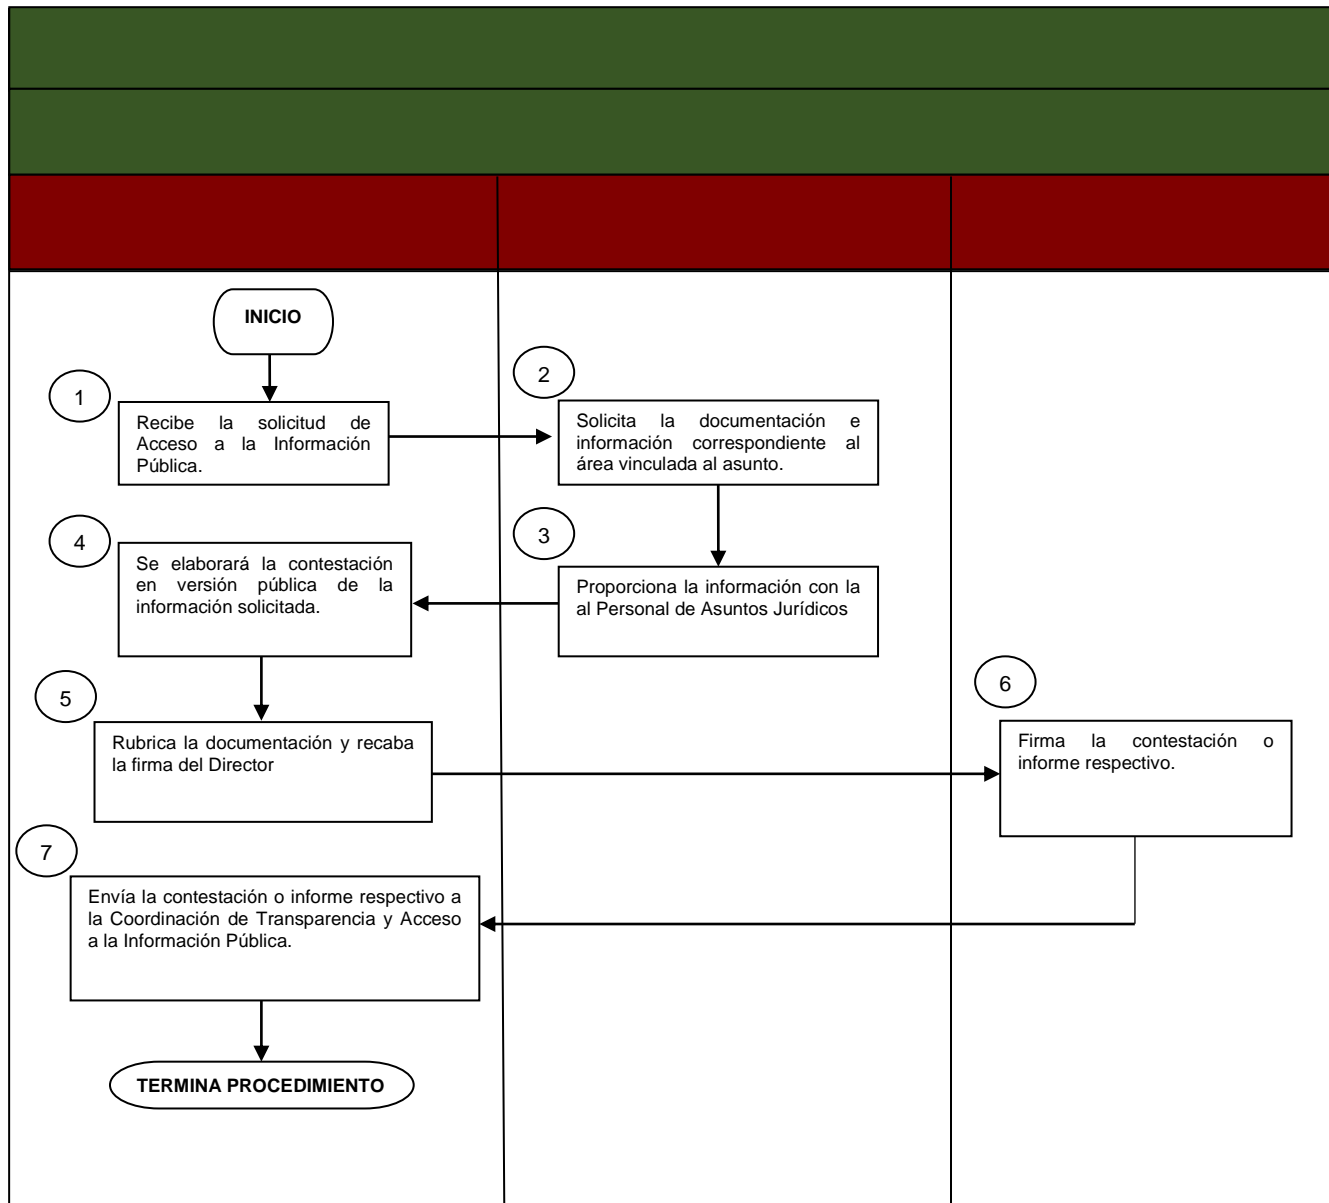 INICIO
1
Recibe la solicitud de
Acceso a la Información
Pública.
2
Solicita la documentación e
información correspondiente al
área vinculada al asunto.
3
Proporciona la información con la
al Personal de Asuntos Jurídicos
4
Se elaborará la contestación
en versión pública de la
información solicitada.
5
Rubrica la documentación y recaba
la firma del Director
6
Firma la contestación o
informe respectivo.
7
Envía la contestación o informe respectivo a
la Coordinación de Transparencia y Acceso
a la Información Pública.
TERMINA PROCEDIMIENTO